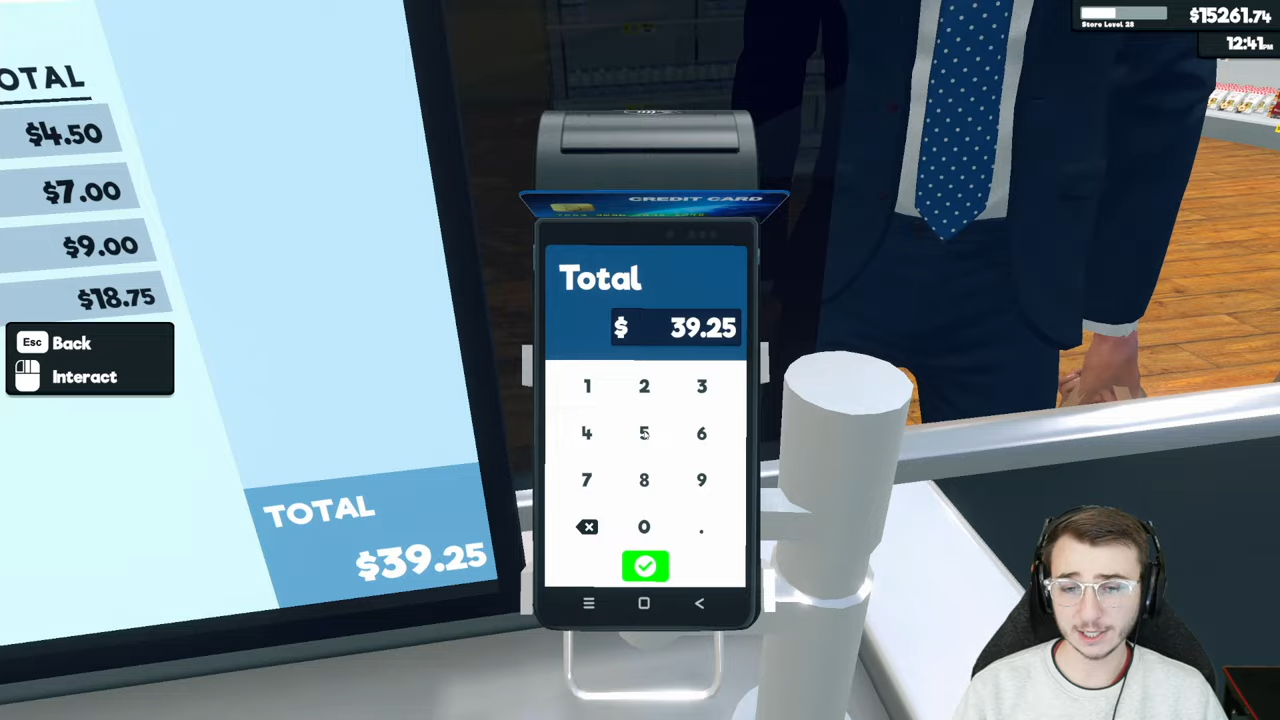 $15261.74
Store Level 28
12:41PM
OTAL
$4.50
$7.00
$9.00
$18.75
Esc Back
Interact
TOTAL
$39.25
CREDIT CARD
Total
$ 39.25
1 2 3
4 5 6
7 8 9
0 .